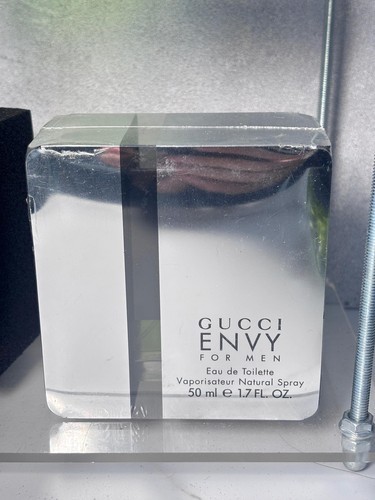 GUCCI
ENVY
FOR MEN
Eau de Toilette
Vaporisateur Natural Spray
50 ml ℮ 1.7 FL. OZ.